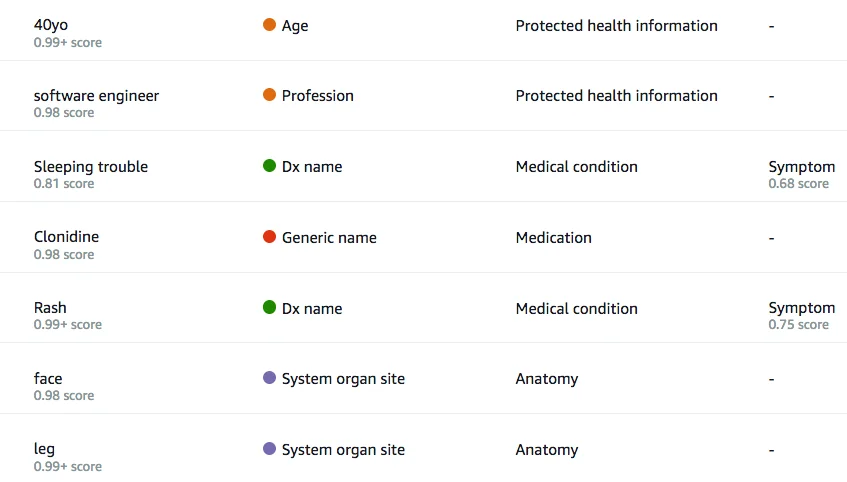 40yo Age Protected health information -
0.99+ score
software engineer Profession Protected health information -
0.98 score
Sleeping trouble Dx name Medical condition Symptom
0.81 score 0.68 score
Clonidine Generic name Medication -
0.98 score
Rash Dx name Medical condition Symptom
0.99+ score 0.75 score
face System organ site Anatomy -
0.98 score
leg System organ site Anatomy -
0.99+ score